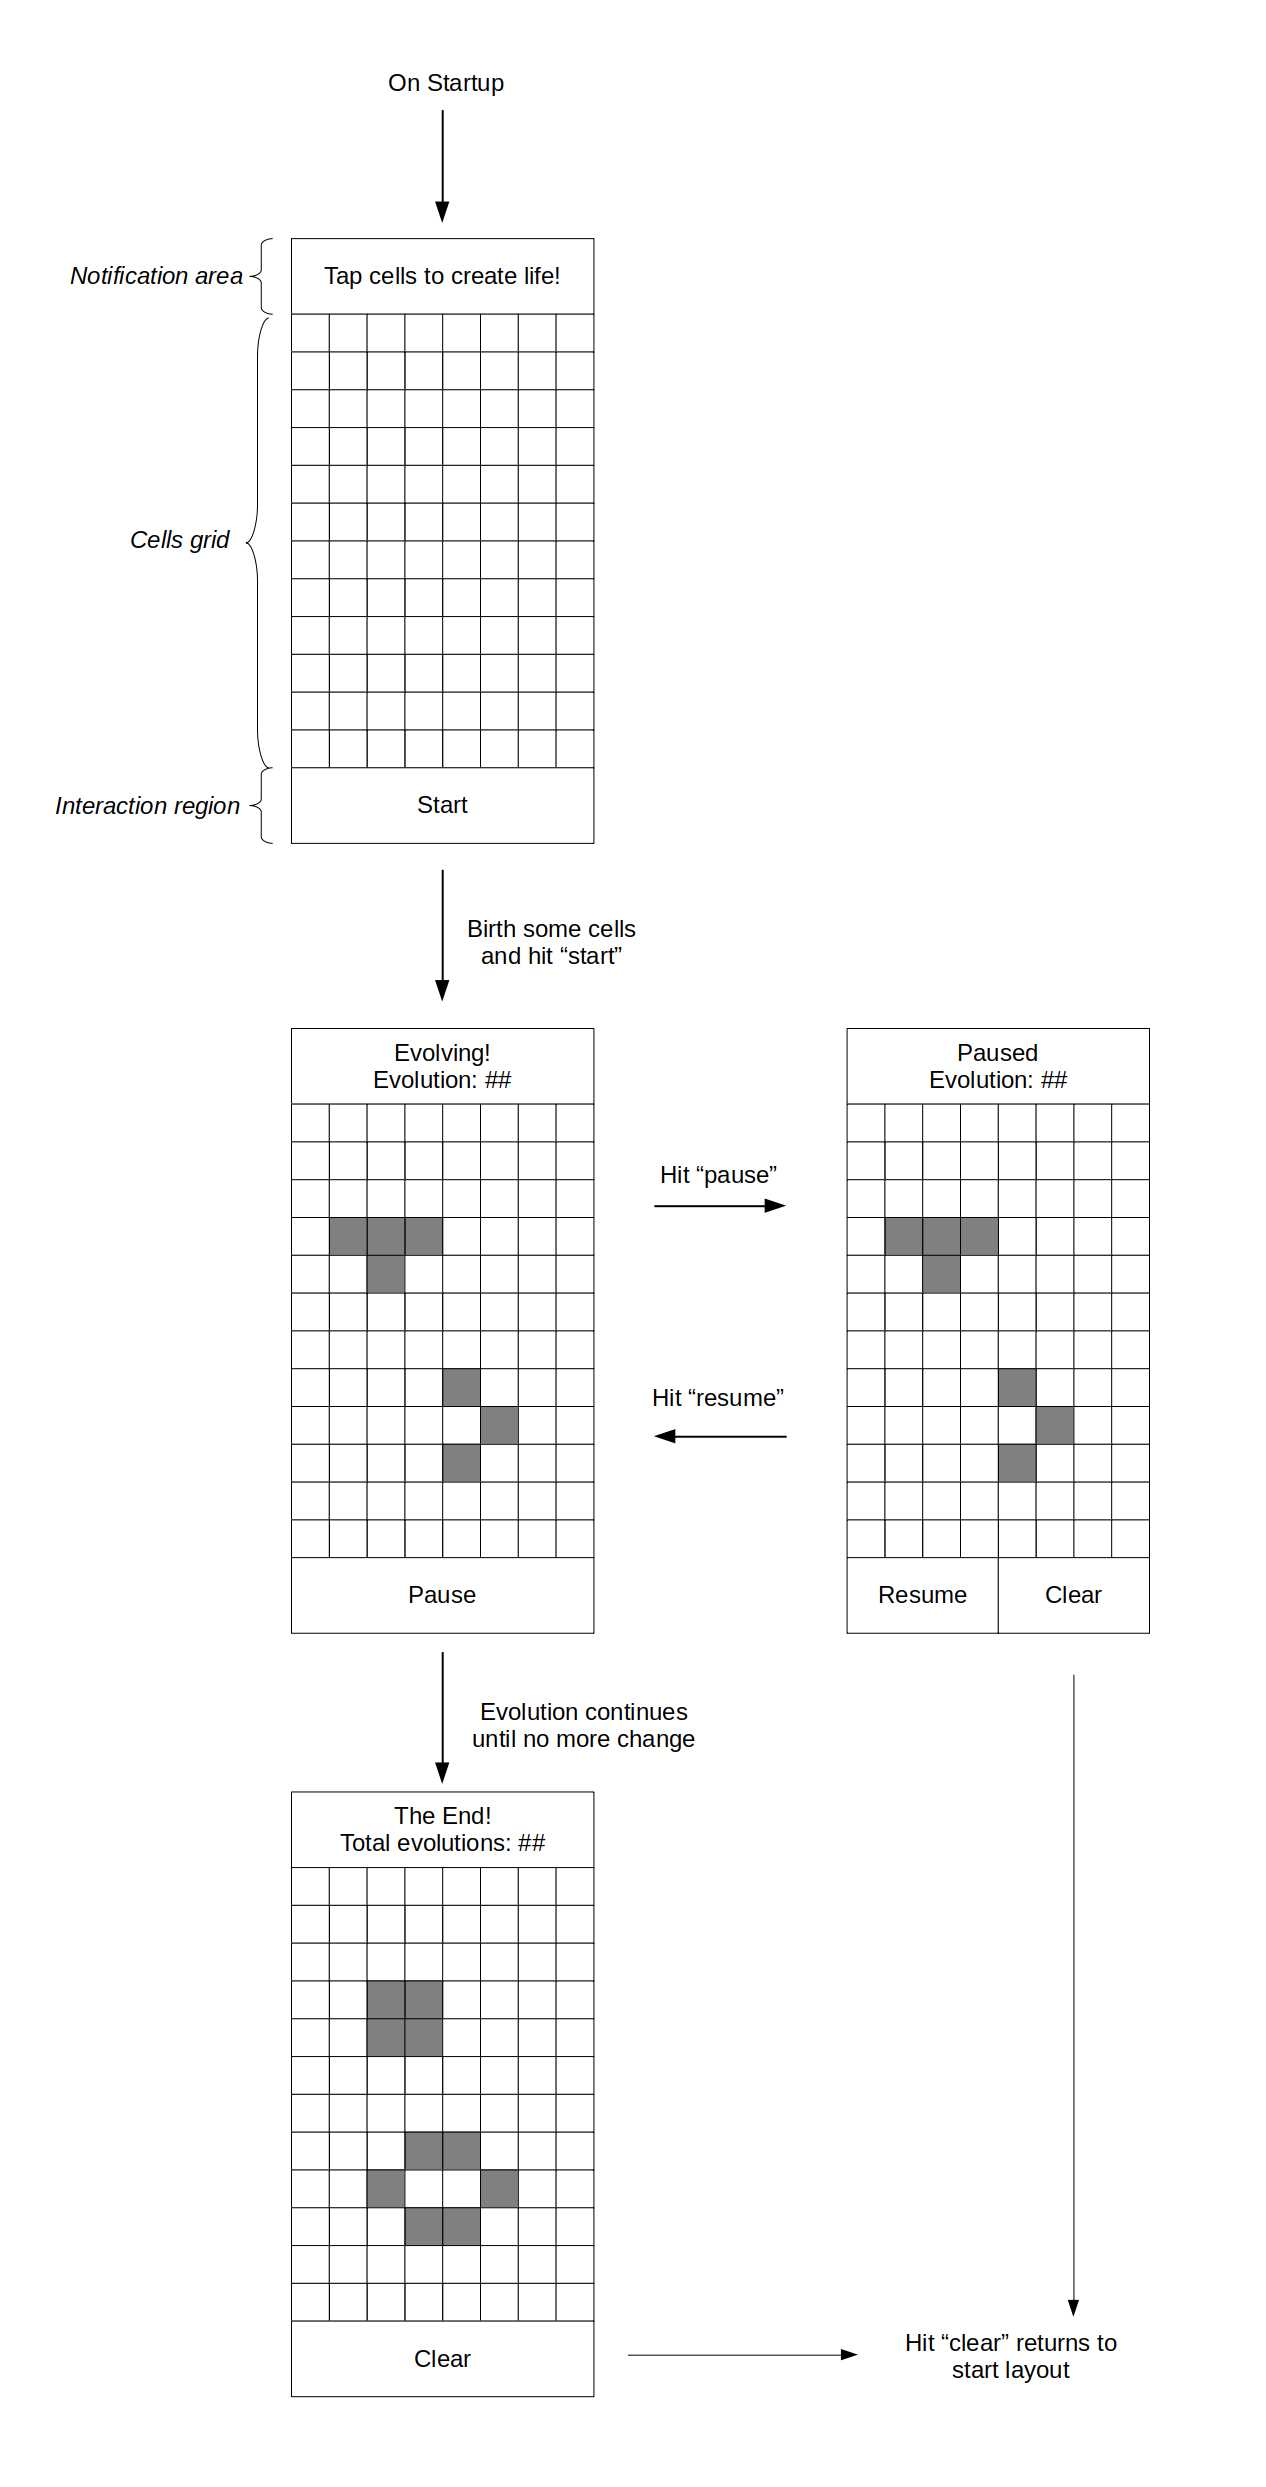 On Startup
Notification area
Tap cells to create life!
Cells grid
Interaction region
Start
Birth some cells
and hit “start”
Evolving!
Evolution: ##
Paused
Evolution: ##
Hit “pause”
Hit “resume”
Pause
Resume
Clear
Evolution continues
until no more change
The End!
Total evolutions: ##
Clear
Hit “clear” returns to
start layout